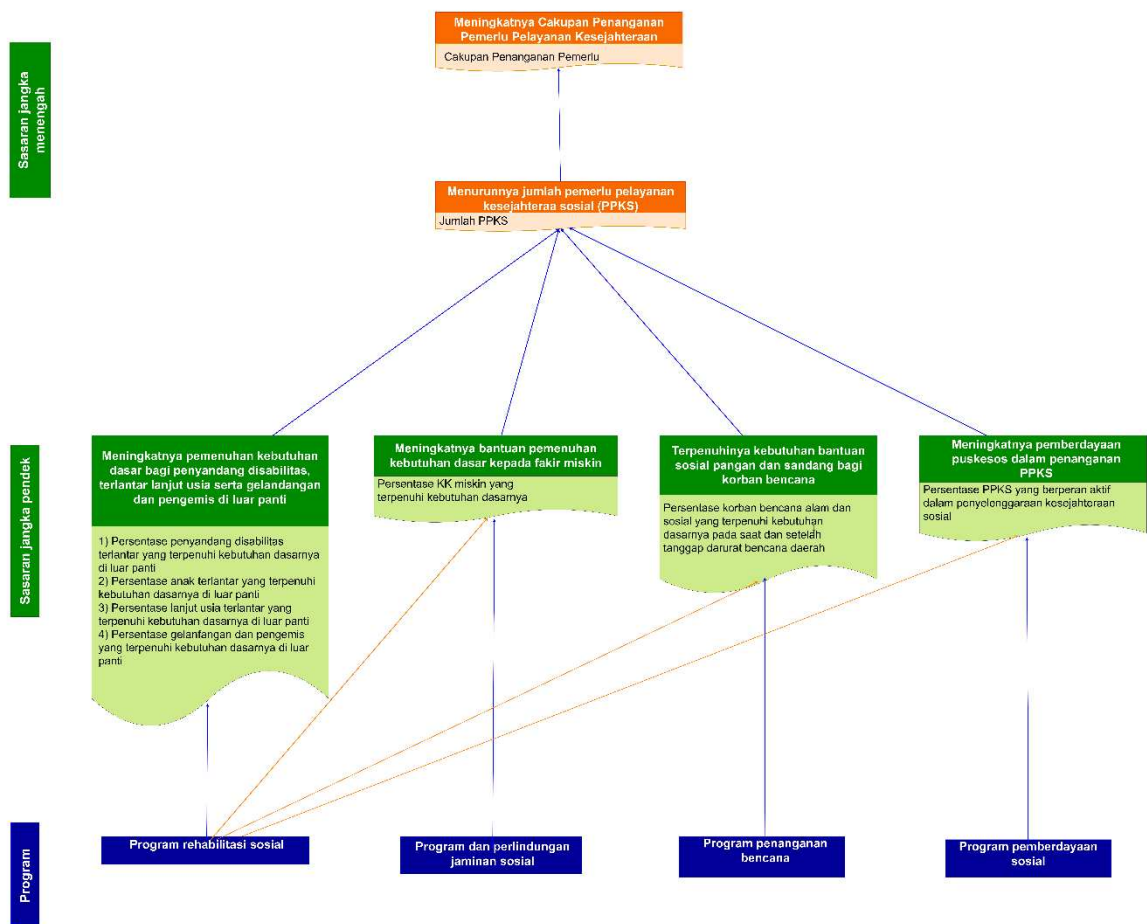 Sasaran jangka
menengah
Meningkatnya Cakupan Penanganan
Pemerlu Pelayanan Kesejahteraan
Cakupan Penanganan Pemerlu
Menurunnya jumlah pemerlu pelayanan
kesejahteraa sosial (PPKS)
Jumlah PPKS
Sasaran jangka pendek
Meningkatnya pemenuhan kebutuhan
dasar bagi penyandang disabilitas,
terlantar lanjut usia serta gelandangan
dan pengemis di luar panti
1) Persentase penyandang disabilitas
terlantar yang terpenuhi kebutuhan dasarnya
di luar panti
2) Persentase anak terlantar yang terpenuhi
kebutuhan dasarnya di luar panti
3) Persentase lanjut usia terlantar yang
terpenuhi kebutuhan dasarnya di luar panti
4) Persentase gelanfangan dan pengemis
yang terpenuhi kebutuhan dasarnya di luar
panti
Meningkatnya bantuan pemenuhan
kebutuhan dasar kepada fakir miskin
Persentase KK miskin yang
terpenuhi kebutuhan dasarnya
Terpenuhinya kebutuhan bantuan
sosial pangan dan sandang bagi
korban bencana
Persentase korban bencana alam dan
sosial yang terpenuhi kebutuhan
dasarnya pada saat dan setelah
tanggap darurat bencana daerah
Meningkatnya pemberdayaan
puskesos dalam penanganan
PPKS
Persentase PPKS yang berperan aktif
dalam penyelonggaraan kesejahteraan
sosial
Program
Program rehabilitasi sosial
Program dan perlindungan
jaminan sosial
Program penanganan
bencana
Program pemberdayaan
sosial